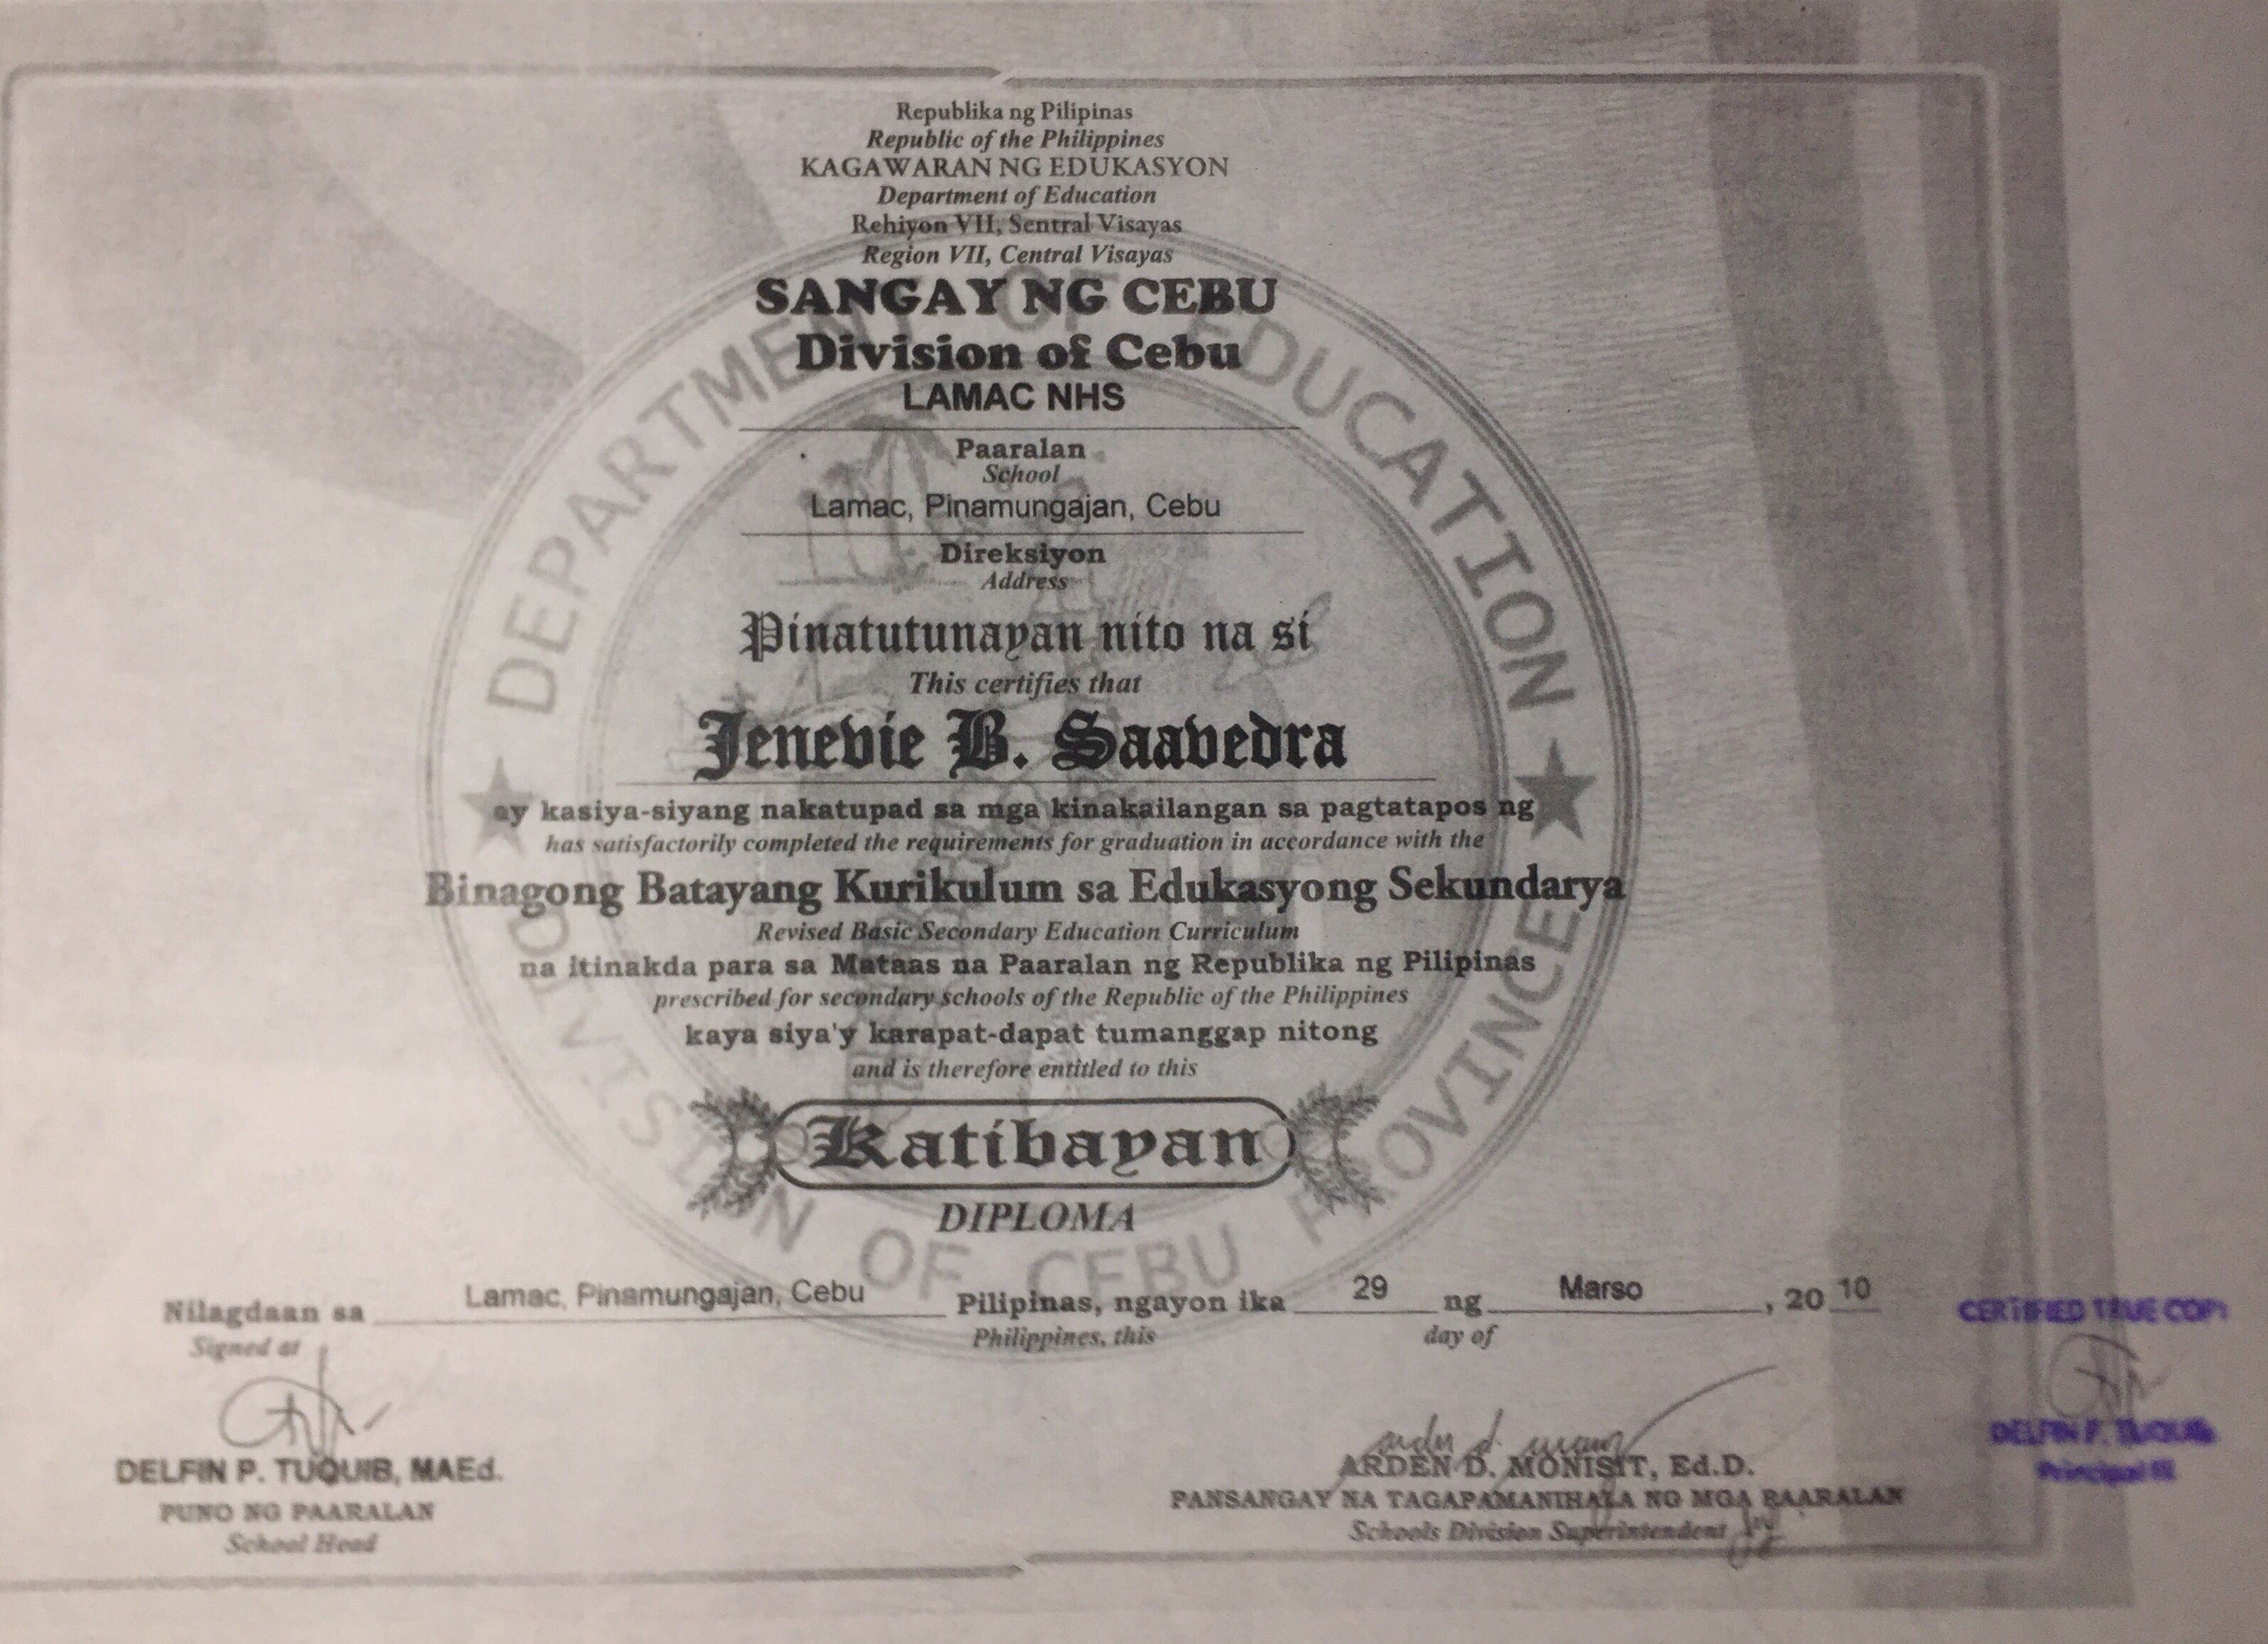 Republika ng Pilipinas
Republic of the Philippines
KAGAWARAN NG EDUKASYON
Department of Education
Rehiyon VII, Sentral Visayas
Region VII, Central Visayas
SANGAY NG CEBU
Division of Cebu
LAMAC NHS
Paaralan
School
Lamac, Pinamungajan, Cebu
Direksiyon
Address
Pinatutunayan nito na si
This certifies that
Jenevie B. Saavedra
ay kasiya-siyang nakatupad sa mga kinakailangan sa pagtatapos ng
has satisfactorily completed the requirements for graduation in accordance with the
Binagong Batayang Kurikulum sa Edukasyong Sekundarya
Revised Basic Secondary Education Curriculum
na itinakda para sa Mataas na Paaralan ng Republika ng Pilipinas
prescribed for secondary schools of the Republic of the Philippines
kaya siya'y karapat-dapat tumanggap nitong
and is therefore entitled to this
Katibayan
DIPLOMA
Nilagdaan sa Lamac, Pinamungajan, Cebu Pilipinas, ngayon ika 29 ng Marso, 20 10
Signed at Philippines, this day of
DELFIN P. TUQUIB, MAEd.
PUNO NG PAARALAN
School Head
ARDEN D. MONISIT, Ed.D.
PANSANGAY NA TAGAPAMANIHALA NG MGA PAARALAN
Schools Division Superintendent
CERTIFIED TRUE COPY
DELFIN P. TUQUIB
Principal III
DEPARTMENT OF EDUCATION
DIVISION OF CEBU PROVINCE